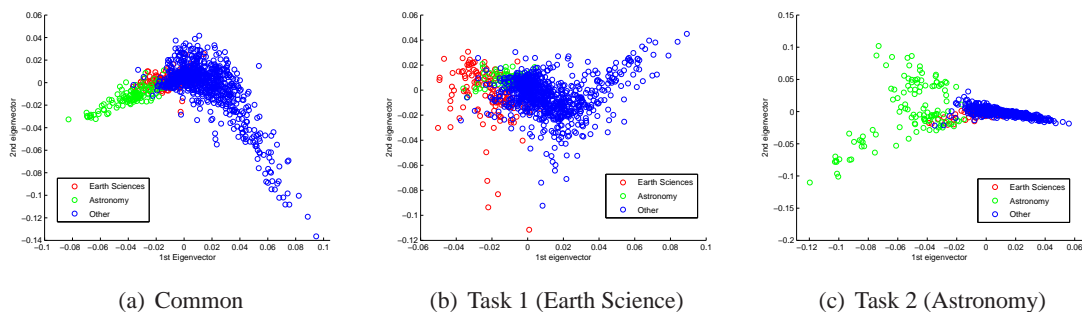 0.06
0.04
0.02
0
−0.02
−0.04
−0.06
−0.08
−0.1
−0.12
−0.14
−0.1 −0.08 −0.06 −0.04 −0.02 0 0.02 0.04 0.06 0.08 0.1
1st Eigenvector
2nd eigenvector
Earth Sciences
Astronomy
Other
(a) Common
0.06
0.04
0.02
0
−0.02
−0.04
−0.06
−0.08
−0.1
−0.12
−0.06 −0.04 −0.02 0 0.02 0.04 0.06 0.08 0.1
1st eigenvector
2nd eigenvector
Earth Sciences
Astronomy
Other
(b) Task 1 (Earth Science)
0.15
0.1
0.05
0
−0.05
−0.1
−0.15
−0.2
−0.12 −0.1 −0.08 −0.06 −0.04 −0.02 0 0.02 0.04 0.06
1st eigenvector
2nd eigenvector
Earth Sciences
Astronomy
Other
(c) Task 2 (Astronomy)